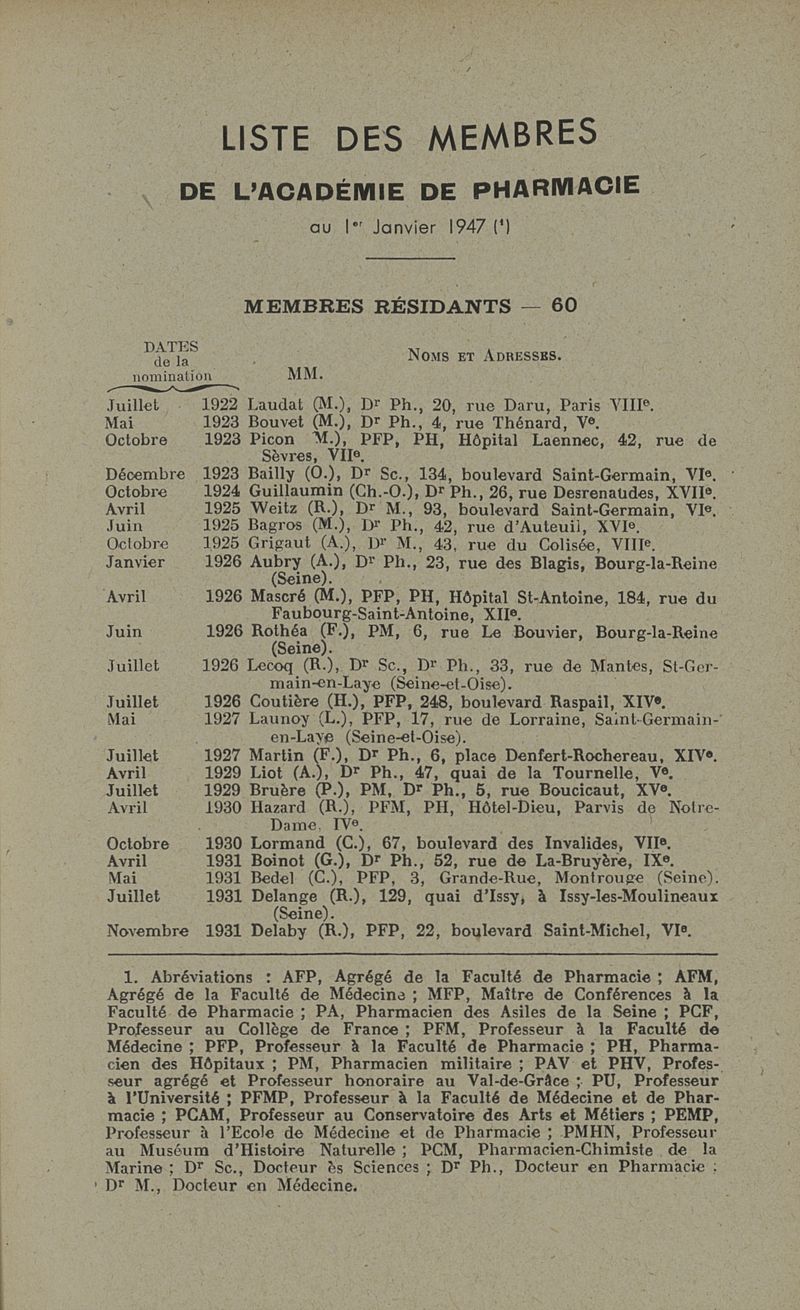 LISTE DES MEMBRES
DE L'ACADÉMIE DE PHARMACIE
au 1er Janvier 1947 (1)
MEMBRES RÉSIDANTS — 60
DATES
de la
nomination
MM.
NOMS ET ADRESSES.
Juillet 1922 Laudat (M.), Dr Ph., 20, rue Daru, Paris VIIIe.
Mai 1923 Bouvet (M.), Dr Ph., 4, rue Thénard, Ve.
Octobre 1923 Picon M.), PFP, PH, Hôpital Laennec, 42, rue de
Sèvres, VIIe.
Décembre 1923 Bailly (O.), Dr Sc., 134, boulevard Saint-Germain, VIe.
Octobre 1924 Guillaumin (Ch.-O.), Dr Ph., 26, rue Desrenaudes, XVIIe.
Avril 1925 Weitz (R.), Dr M., 93, boulevard Saint-Germain, VIe.
Juin 1925 Bagros (M.), Dr Ph., 42, rue d'Auteuil, XVIe.
Octobre 1925 Grigaut (A.), Dr M., 43, rue du Colisée, VIIIe.
Janvier 1926 Aubry (A.), Dr Ph., 23, rue des Blagis, Bourg-la-Reine
(Seine).
Avril 1926 Mascré (M.), PFP, PH, Hôpital St-Antoine, 184, rue du
Faubourg-Saint-Antoine, XIIe.
Juin 1926 Rothéa (F.), PM, 6, rue Le Bouvier, Bourg-la-Reine
(Seine).
Juillet 1926 Lecoq (R.), Dr Sc., Dr Ph., 33, rue de Mantes, St-Ger-
main-en-Laye (Seine-et-Oise).
Juillet 1926 Coutière (H.), PFP, 248, boulevard Raspail, XIVe.
Mai 1927 Launoy (L.), PFP, 17, rue de Lorraine, Saint-Germain-
en-Laye (Seine-et-Oise).
Juillet 1927 Martin (F.), Dr Ph., 6, place Denfert-Rochereau, XIVe.
Avril 1929 Liot (A.), Dr Ph., 47, quai de la Tournelle, Ve.
Juillet 1929 Bruère (P.), PM, Dr Ph., 5, rue Boucicaut, XVe.
Avril 1930 Hazard (R.), PFM, PH, Hôtel-Dieu, Parvis de Notre-
Dame, IVe.
Octobre 1930 Lormand (C.), 67, boulevard des Invalides, VIIe.
Avril 1931 Boinot (G.), Dr Ph., 52, rue de La-Bruyère, IXe.
Mai 1931 Bedel (C.), PFP, 3, Grande-Rue, Montrouge (Seine).
Juillet 1931 Delange (R.), 129, quai d'Issy, à Issy-les-Moulineaux
(Seine).
Novembre 1931 Delaby (R.), PFP, 22, boulevard Saint-Michel, VIe.
1. Abréviations : AFP, Agrégé de la Faculté de Pharmacie ; AFM,
Agrégé de la Faculté de Médecine ; MFP, Maître de Conférences à la
Faculté de Pharmacie ; PA, Pharmacien des Asiles de la Seine ; PCF,
Professeur au Collège de France ; PFM, Professeur à la Faculté de
Médecine ; PFP, Professeur à la Faculté de Pharmacie ; PH, Pharma-
cien des Hôpitaux ; PM, Pharmacien militaire ; PAV et PHV, Profes-
seur agrégé et Professeur honoraire au Val-de-Grâce ; PU, Professeur
à l'Université ; PFMP, Professeur à la Faculté de Médecine et de Phar-
macie ; PCAM, Professeur au Conservatoire des Arts et Métiers ; PEMP,
Professeur à l'Ecole de Médecine et de Pharmacie ; PMHN, Professeur
au Muséum d'Histoire Naturelle ; PCM, Pharmacien-Chimiste de la
Marine ; Dr Sc., Docteur ès Sciences ; Dr Ph., Docteur en Pharmacie ;
Dr M., Docteur en Médecine.